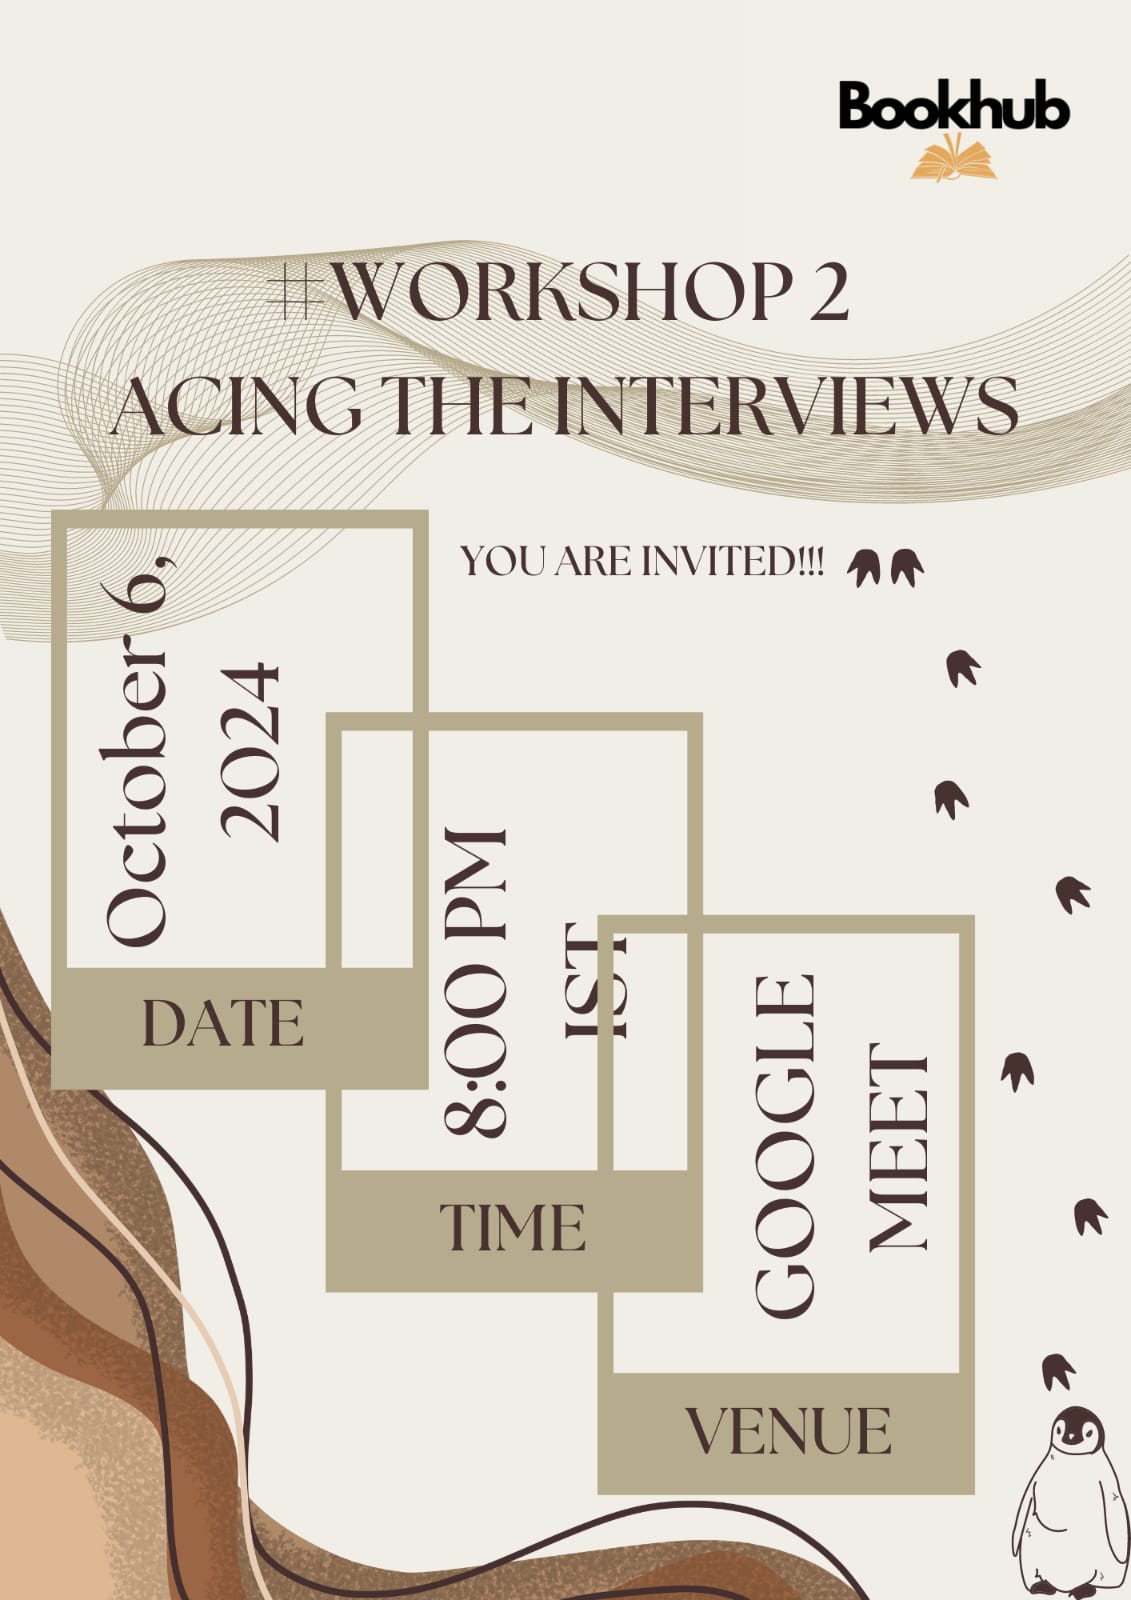 Bookhub
#WORKSHOP 2
ACING THE INTERVIEWS
YOU ARE INVITED!!!
October 6,
2024
DATE
8:00 PM
IST
TIME
GOOGLE
MEET
VENUE